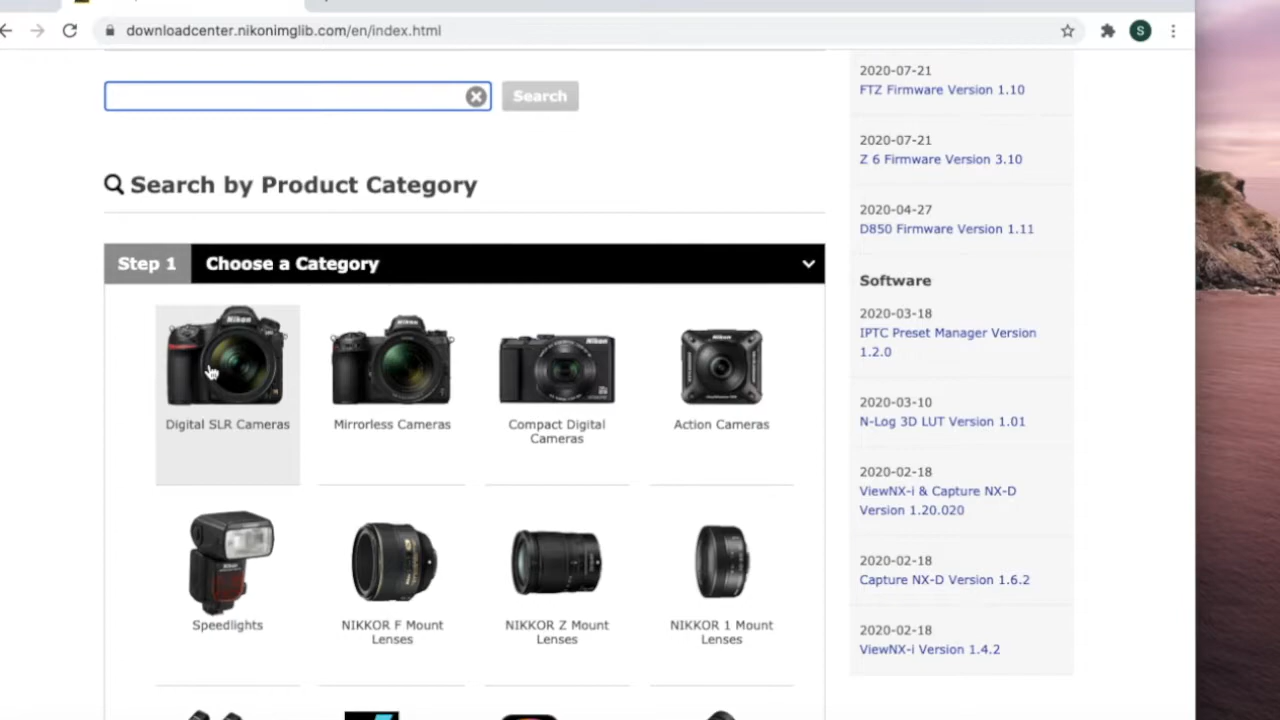 downloadcenter.nikonimglib.com/en/index.html
S
Search
Search by Product Category
Step 1
Choose a Category
Nikon
Nikon
Nikon
Nikon
Digital SLR Cameras
Mirrorless Cameras
Compact Digital
Cameras
Action Cameras
Nikon
Speedlights
NIKKOR F Mount
Lenses
NIKKOR Z Mount
Lenses
NIKKOR 1 Mount
Lenses
2020-07-21
FTZ Firmware Version 1.10
2020-07-21
Z 6 Firmware Version 3.10
2020-04-27
D850 Firmware Version 1.11
Software
2020-03-18
IPTC Preset Manager Version
1.2.0
2020-03-10
N-Log 3D LUT Version 1.01
2020-02-18
ViewNX-i & Capture NX-D
Version 1.20.020
2020-02-18
Capture NX-D Version 1.6.2
2020-02-18
ViewNX-i Version 1.4.2